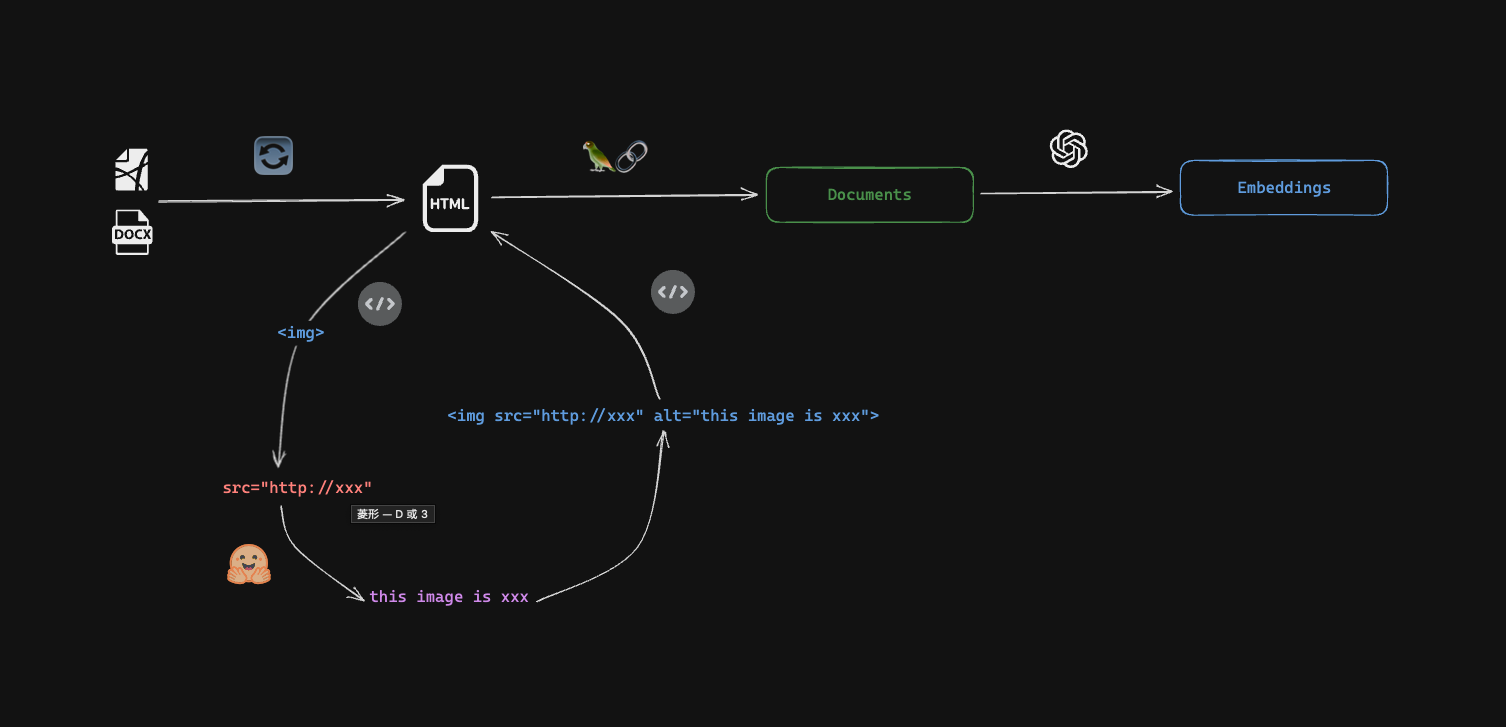 DOCX
HTML
Documents
Embeddings
</>
</>
<img>
<img src="http://xxx" alt="this image is xxx">
src="http://xxx"
菱形 — D 或 3
this image is xxx